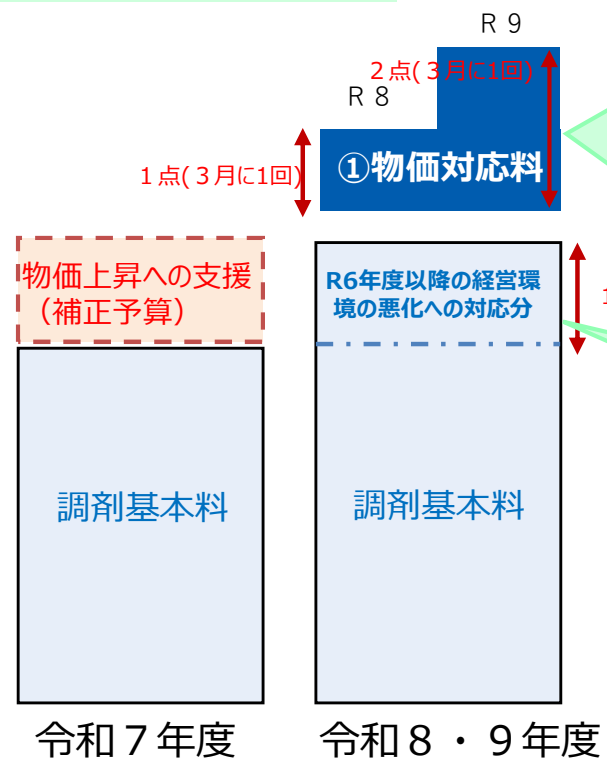 R 9
2点(3月に1回)
R 8
1点(3月に1回)
①物価対応料
物価上昇への支援
(補正予算)
R6年度以降の経営環
境の悪化への対応分
1
調剤基本料
調剤基本料
令和7年度
令和8・9年度